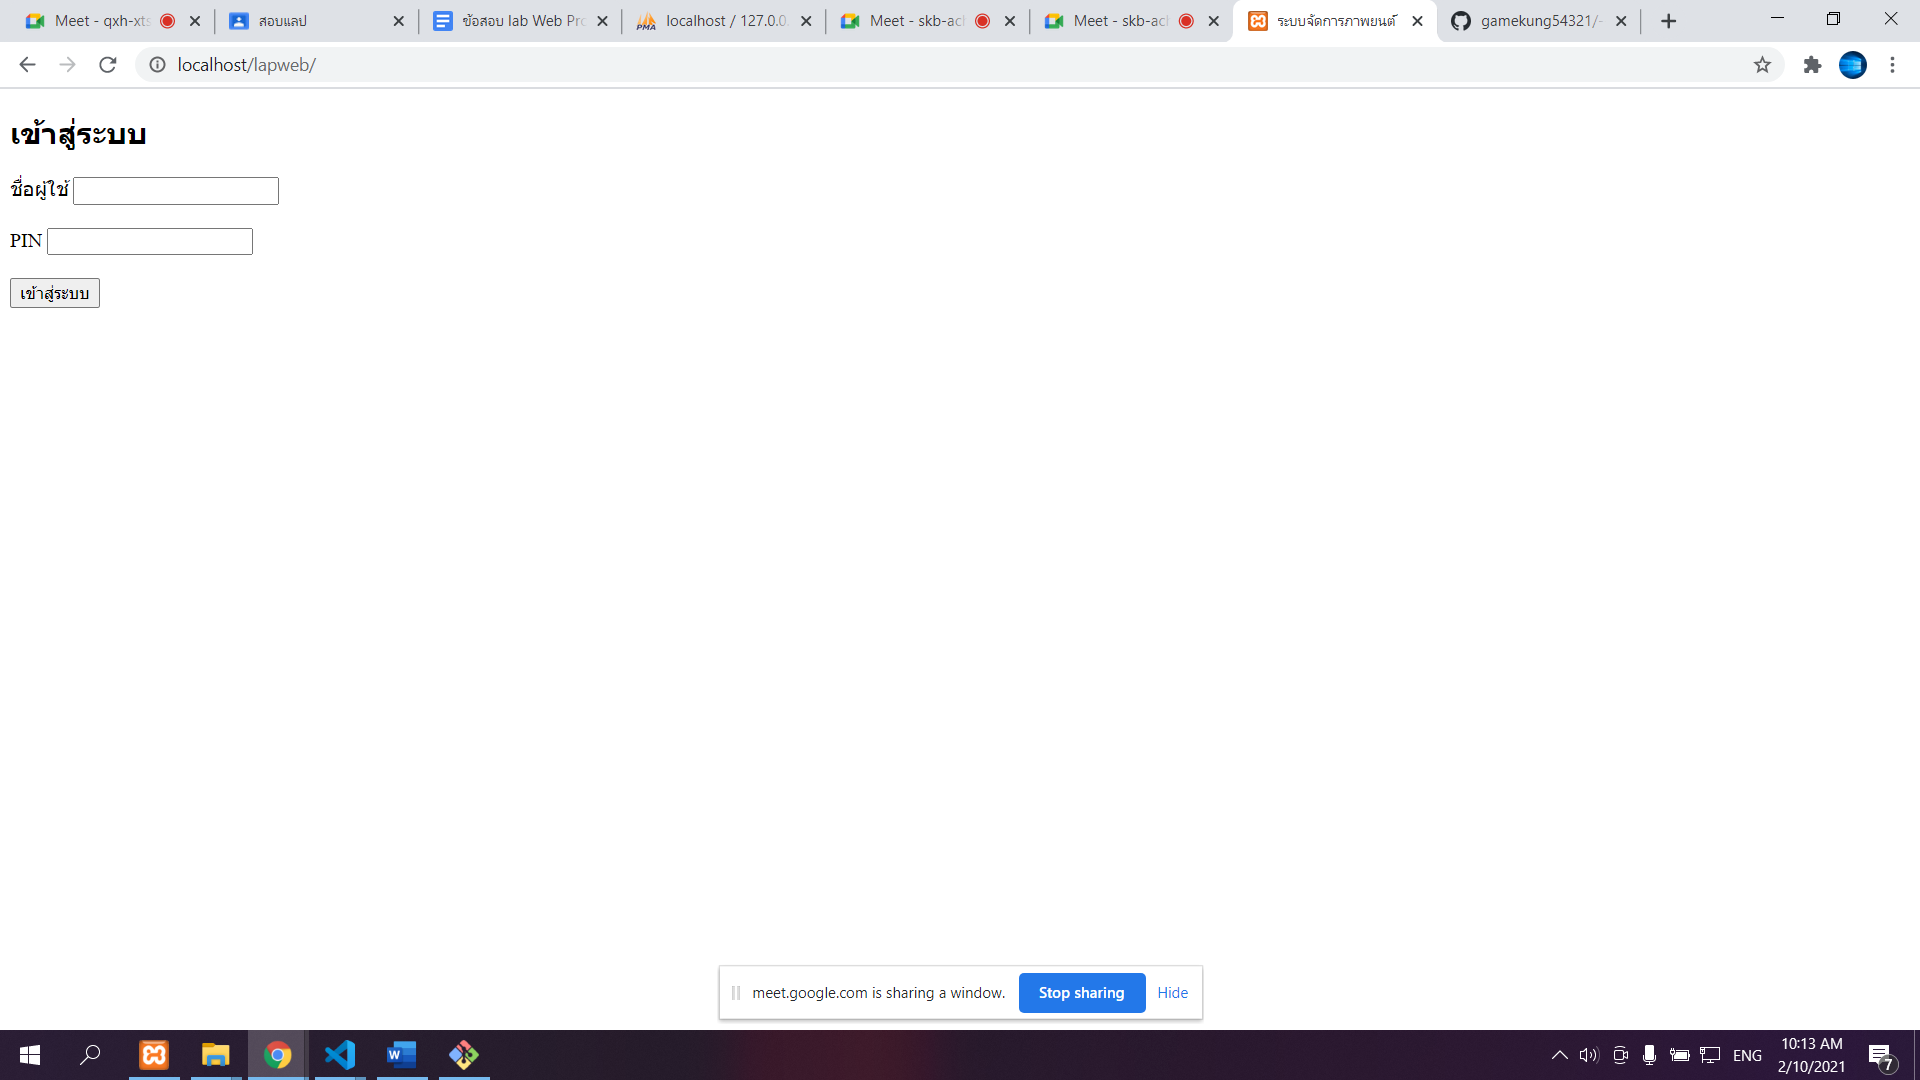 Meet - qxh-xts
สอบแลป
ข้อสอบ lab Web Pro
localhost / 127.0.0.
Meet - skb-ach
Meet - skb-ach
ระบบจัดการภาพยนต์
gamekung54321/-
localhost/lapweb/
เข้าสู่ระบบ
ชื่อผู้ใช้
PIN
เข้าสู่ระบบ
meet.google.com is sharing a window.
Stop sharing
Hide
ENG
10:13 AM
2/10/2021
7